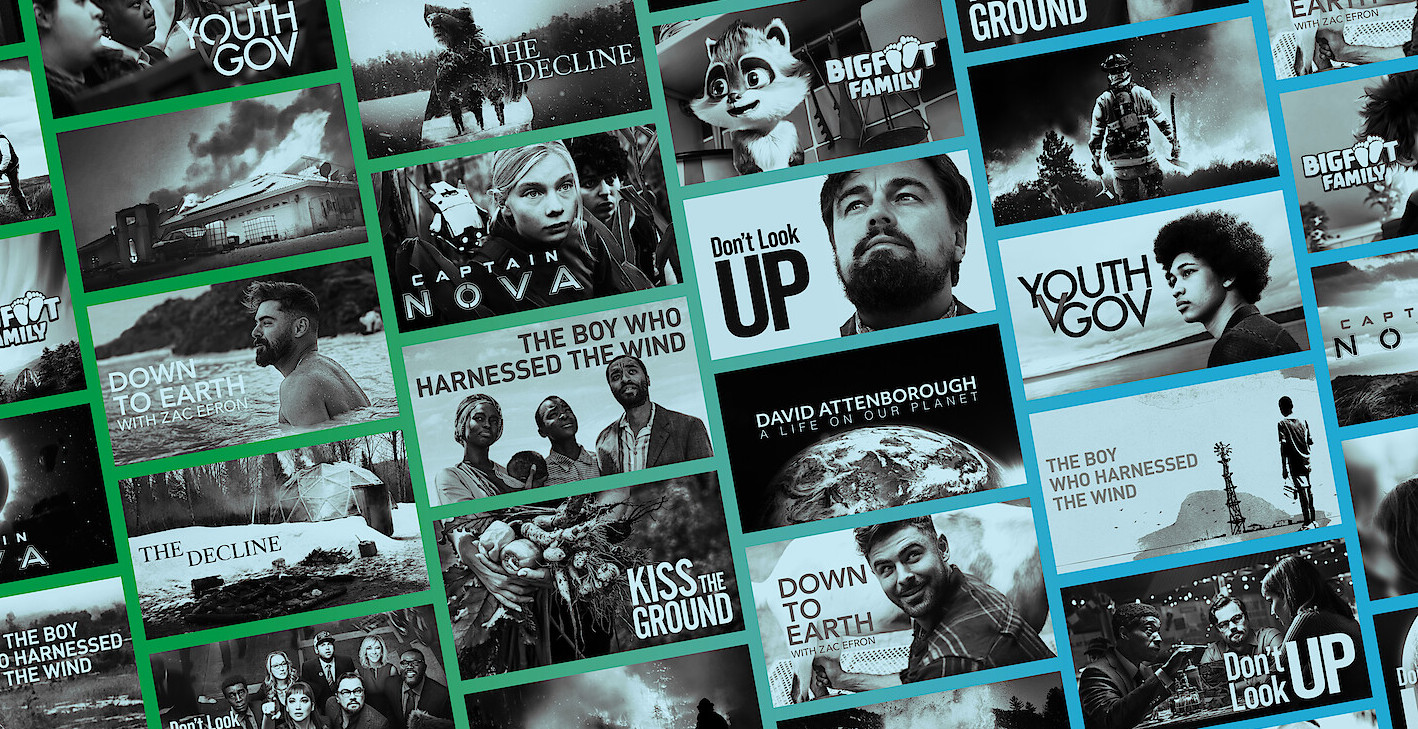 YOUTH
V GOV
THE
DECLINE
BIGFOOT
FAMILY
GROUND
EARTH
WITH ZAC EFRON
CAPTAIN
NOVA
Don't Look
UP
YOUTH
V GOV
BIGFOOT
FAMILY
DOWN
TO EARTH
WITH ZAC EFRON
THE BOY WHO
HARNESSED THE WIND
DAVID ATTENBOROUGH
A LIFE ON OUR PLANET
THE BOY
WHO HARNESSED
THE WIND
THE
DECLINE
KISS THE
GROUND
DOWN
TO
EARTH
WITH ZAC EFRON
Don't
Look UP
THE BOY
HARNESSED
THE WIND
Don't Look